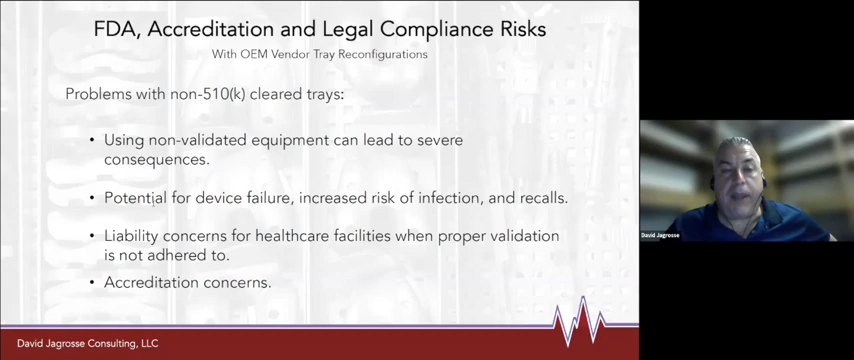 FDA, Accreditation and Legal Compliance Risks
With OEM Vendor Tray Reconfigurations
Problems with non-510(k) cleared trays:
• Using non-validated equipment can lead to severe
consequences.
• Potential for device failure, increased risk of infection, and recalls.
• Liability concerns for healthcare facilities when proper validation
is not adhered to.
• Accreditation concerns.
David Jagrosse Consulting, LLC
David Jagrosse